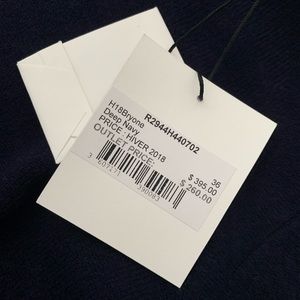 R2944H440702
H18Bryone
Deep Navy 36
PRICE: HIVER 2018 $ 395.00
OUTLET PRICE: $ 260.00